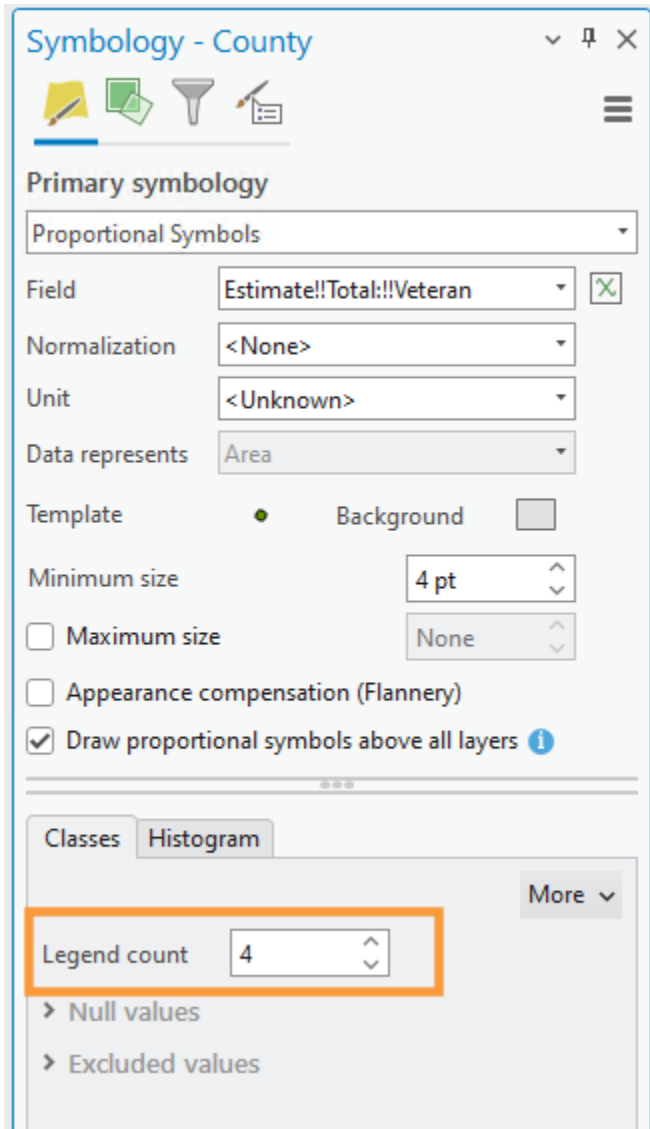 Symbology - County
Primary symbology
Proportional Symbols
Field Estimate!!Total:!!Veteran
Normalization <None>
Unit <Unknown>
Data represents Area
Template Background
Minimum size 4 pt
Maximum size None
Appearance compensation (Flannery)
Draw proportional symbols above all layers
Classes Histogram
More
Legend count 4
Null values
Excluded values